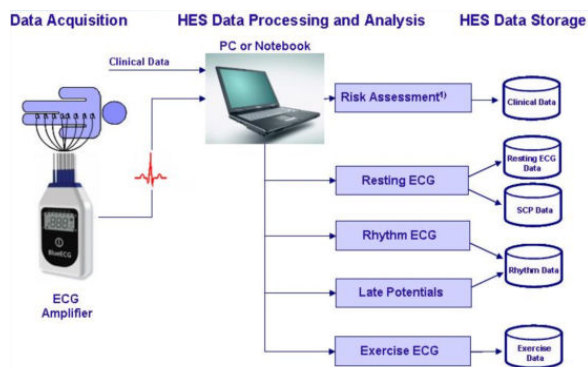 Data Acquisition
HES Data Processing and Analysis
HES Data Storage
PC or Notebook
Clinical Data
Risk Assessment¹⁾
Clinical Data
Resting ECG
Data
Resting ECG
SCP Data
Rhythm ECG
Rhythm Data
Late Potentials
BlueECG
ECG
Amplifier
Exercise ECG
Exercise
Data